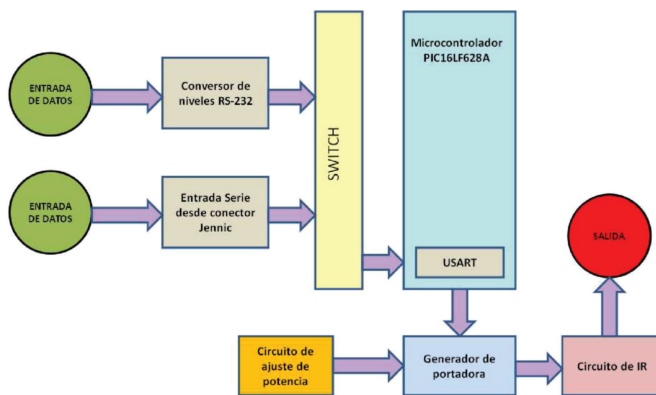 ENTRADA
DE DATOS
Conversor de
niveles RS-232
SWITCH
Microcontrolador
PIC16LF628A
ENTRADA
DE DATOS
Entrada Serie
desde conector
Jennic
USART
SALIDA
Circuito de
ajuste de
potencia
Generador de
portadora
Circuito de IR